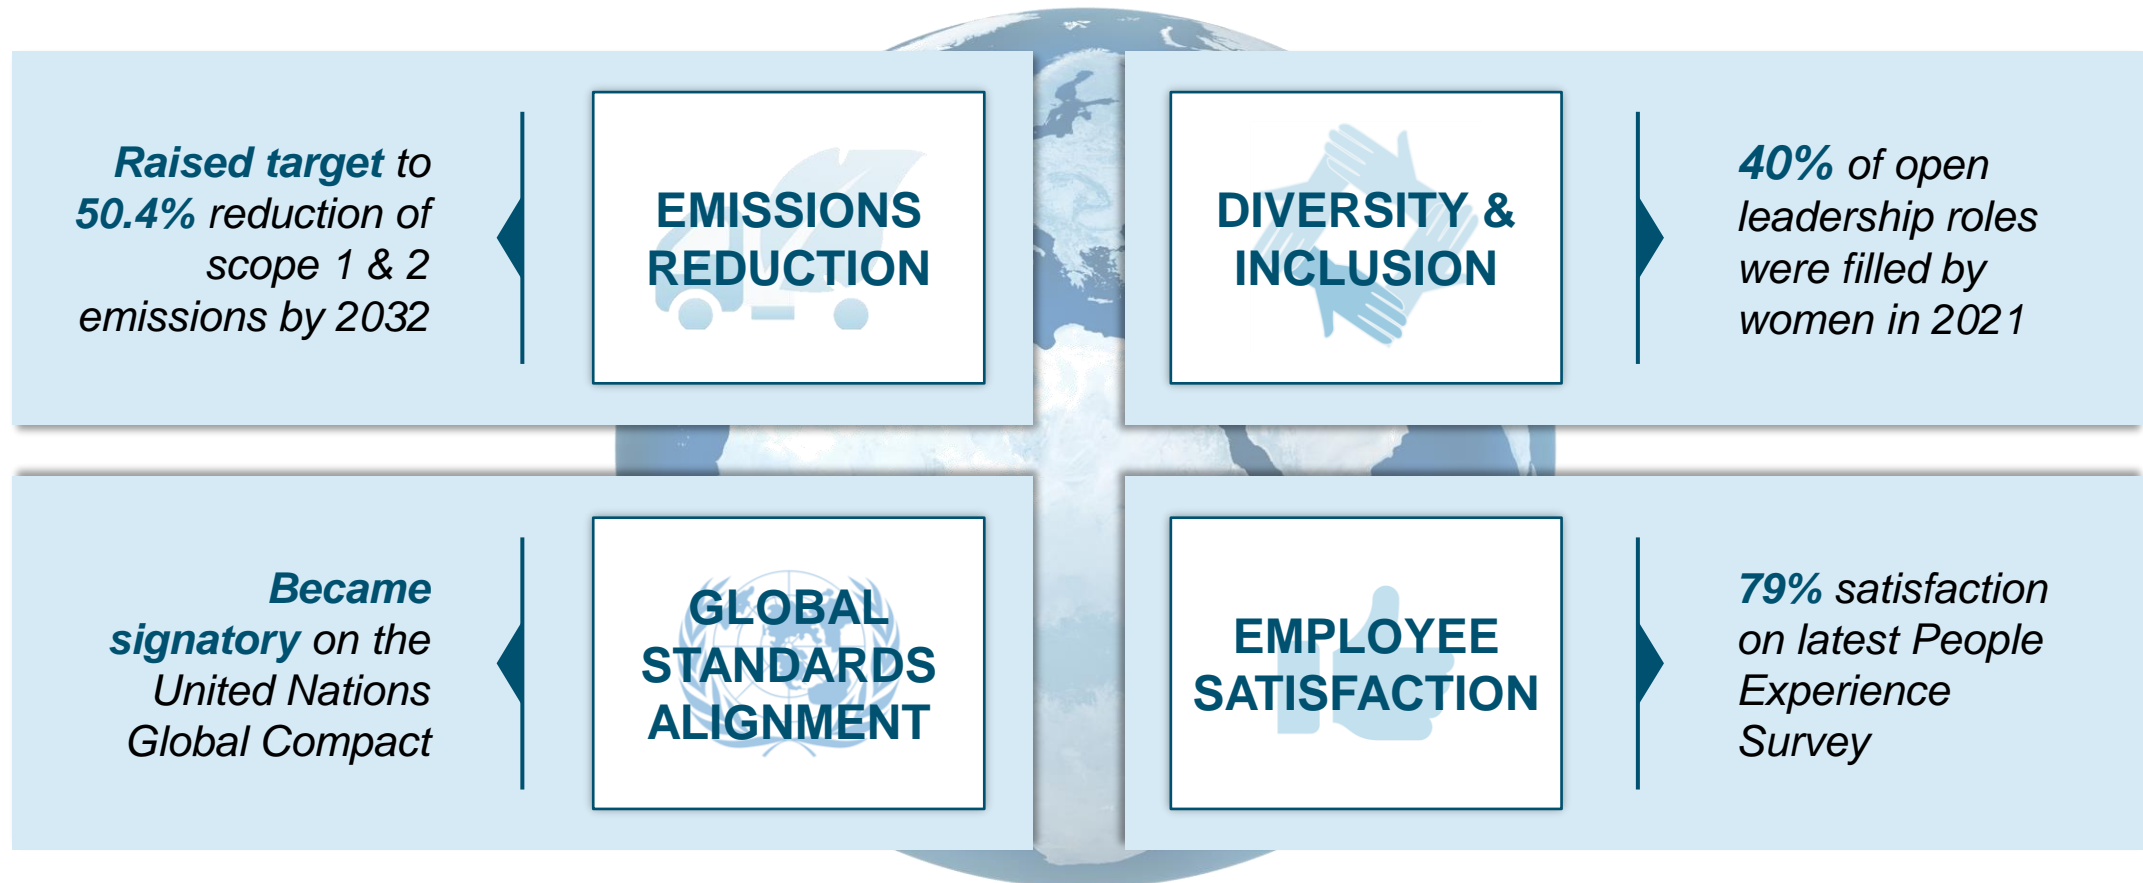 Raised target to
50.4% reduction of
scope 1 & 2
emissions by 2032
EMISSIONS
REDUCTION
DIVERSITY &
INCLUSION
40% of open
leadership roles
were filled by
women in 2021
Became
signatory on the
United Nations
Global Compact
GLOBAL
STANDARDS
ALIGNMENT
EMPLOYEE
SATISFACTION
79% satisfaction
on latest People
Experience
Survey